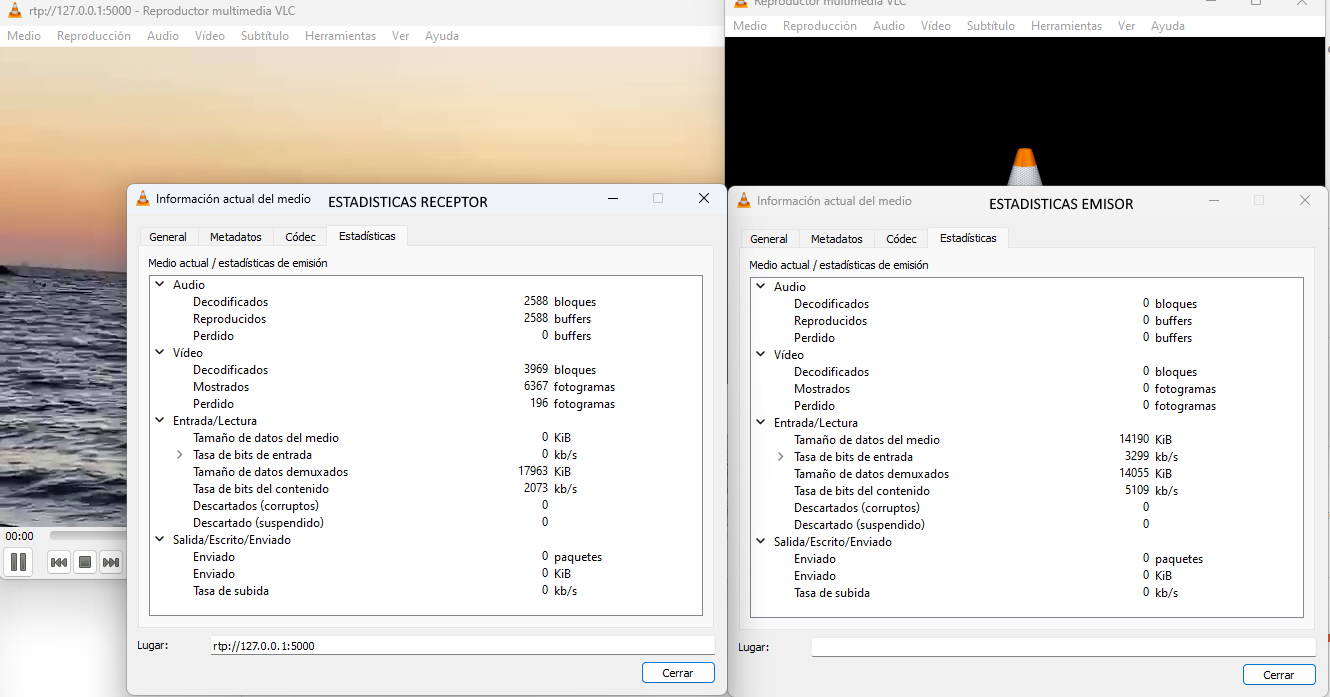 rtp://127.0.0.1:5000 - Reproductor multimedia VLC
Medio Reproducción Audio Vídeo Subtítulo Herramientas Ver Ayuda
00:00
Información actual del medio ESTADISTICAS RECEPTOR
General Metadatos Códec Estadísticas
Medio actual / estadísticas de emisión
Audio
Decodificados 2588 bloques
Reproducidos 2588 buffers
Perdido 0 buffers
Vídeo
Decodificados 3969 bloques
Mostrados 6367 fotogramas
Perdido 196 fotogramas
Entrada/Lectura
Tamaño de datos del medio 0 KiB
Tasa de bits de entrada 0 kb/s
Tamaño de datos demuxados 17963 KiB
Tasa de bits del contenido 2073 kb/s
Descartados (corruptos) 0
Descartado (suspendido) 0
Salida/Escrito/Enviado
Enviado 0 paquetes
Enviado 0 KiB
Tasa de subida 0 kb/s
Lugar: rtp://127.0.0.1:5000
Cerrar
Reproductor multimedia VLC
Medio Reproducción Audio Vídeo Subtítulo Herramientas Ver Ayuda
Información actual del medio ESTADISTICAS EMISOR
General Metadatos Códec Estadísticas
Medio actual / estadísticas de emisión
Audio
Decodificados 0 bloques
Reproducidos 0 buffers
Perdido 0 buffers
Vídeo
Decodificados 0 bloques
Mostrados 0 fotogramas
Perdido 0 fotogramas
Entrada/Lectura
Tamaño de datos del medio 14190 KiB
Tasa de bits de entrada 3299 kb/s
Tamaño de datos demuxados 14055 KiB
Tasa de bits del contenido 5109 kb/s
Descartados (corruptos) 0
Descartado (suspendido) 0
Salida/Escrito/Enviado
Enviado 0 paquetes
Enviado 0 KiB
Tasa de subida 0 kb/s
Lugar:
Cerrar